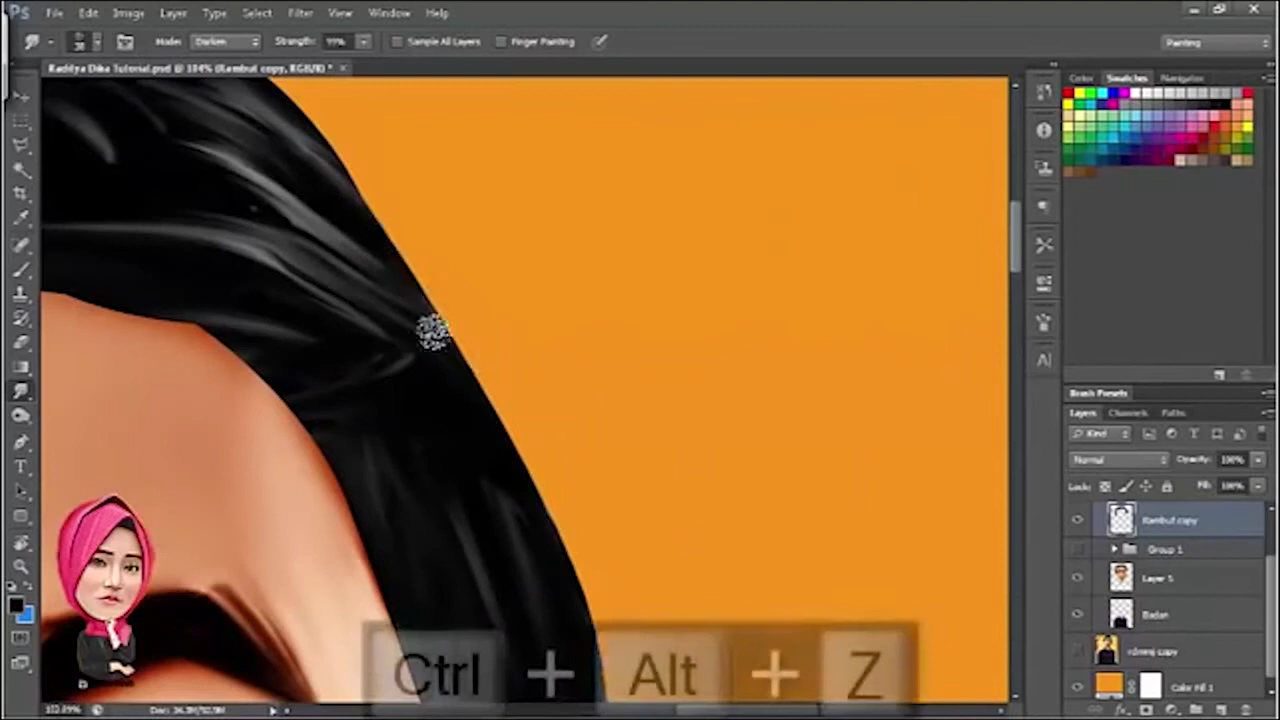 Ps File Edit Image Layer Type Select Filter View Window Help
Mode: Darken Strength: 99% Sample All Layers Finger Painting Painting
Raditya Dika Tutorial.psd @ 104% (Rambut copy, RGB/8) *
Color Swatches Navigator
Brush Presets
Layers Channels Paths
Kind
Normal Opacity: 100%
Lock: Fill: 100%
Rambut copy
Group 1
Layer 5
Badan
copy
Color Fill 1
Ctrl + Alt + Z